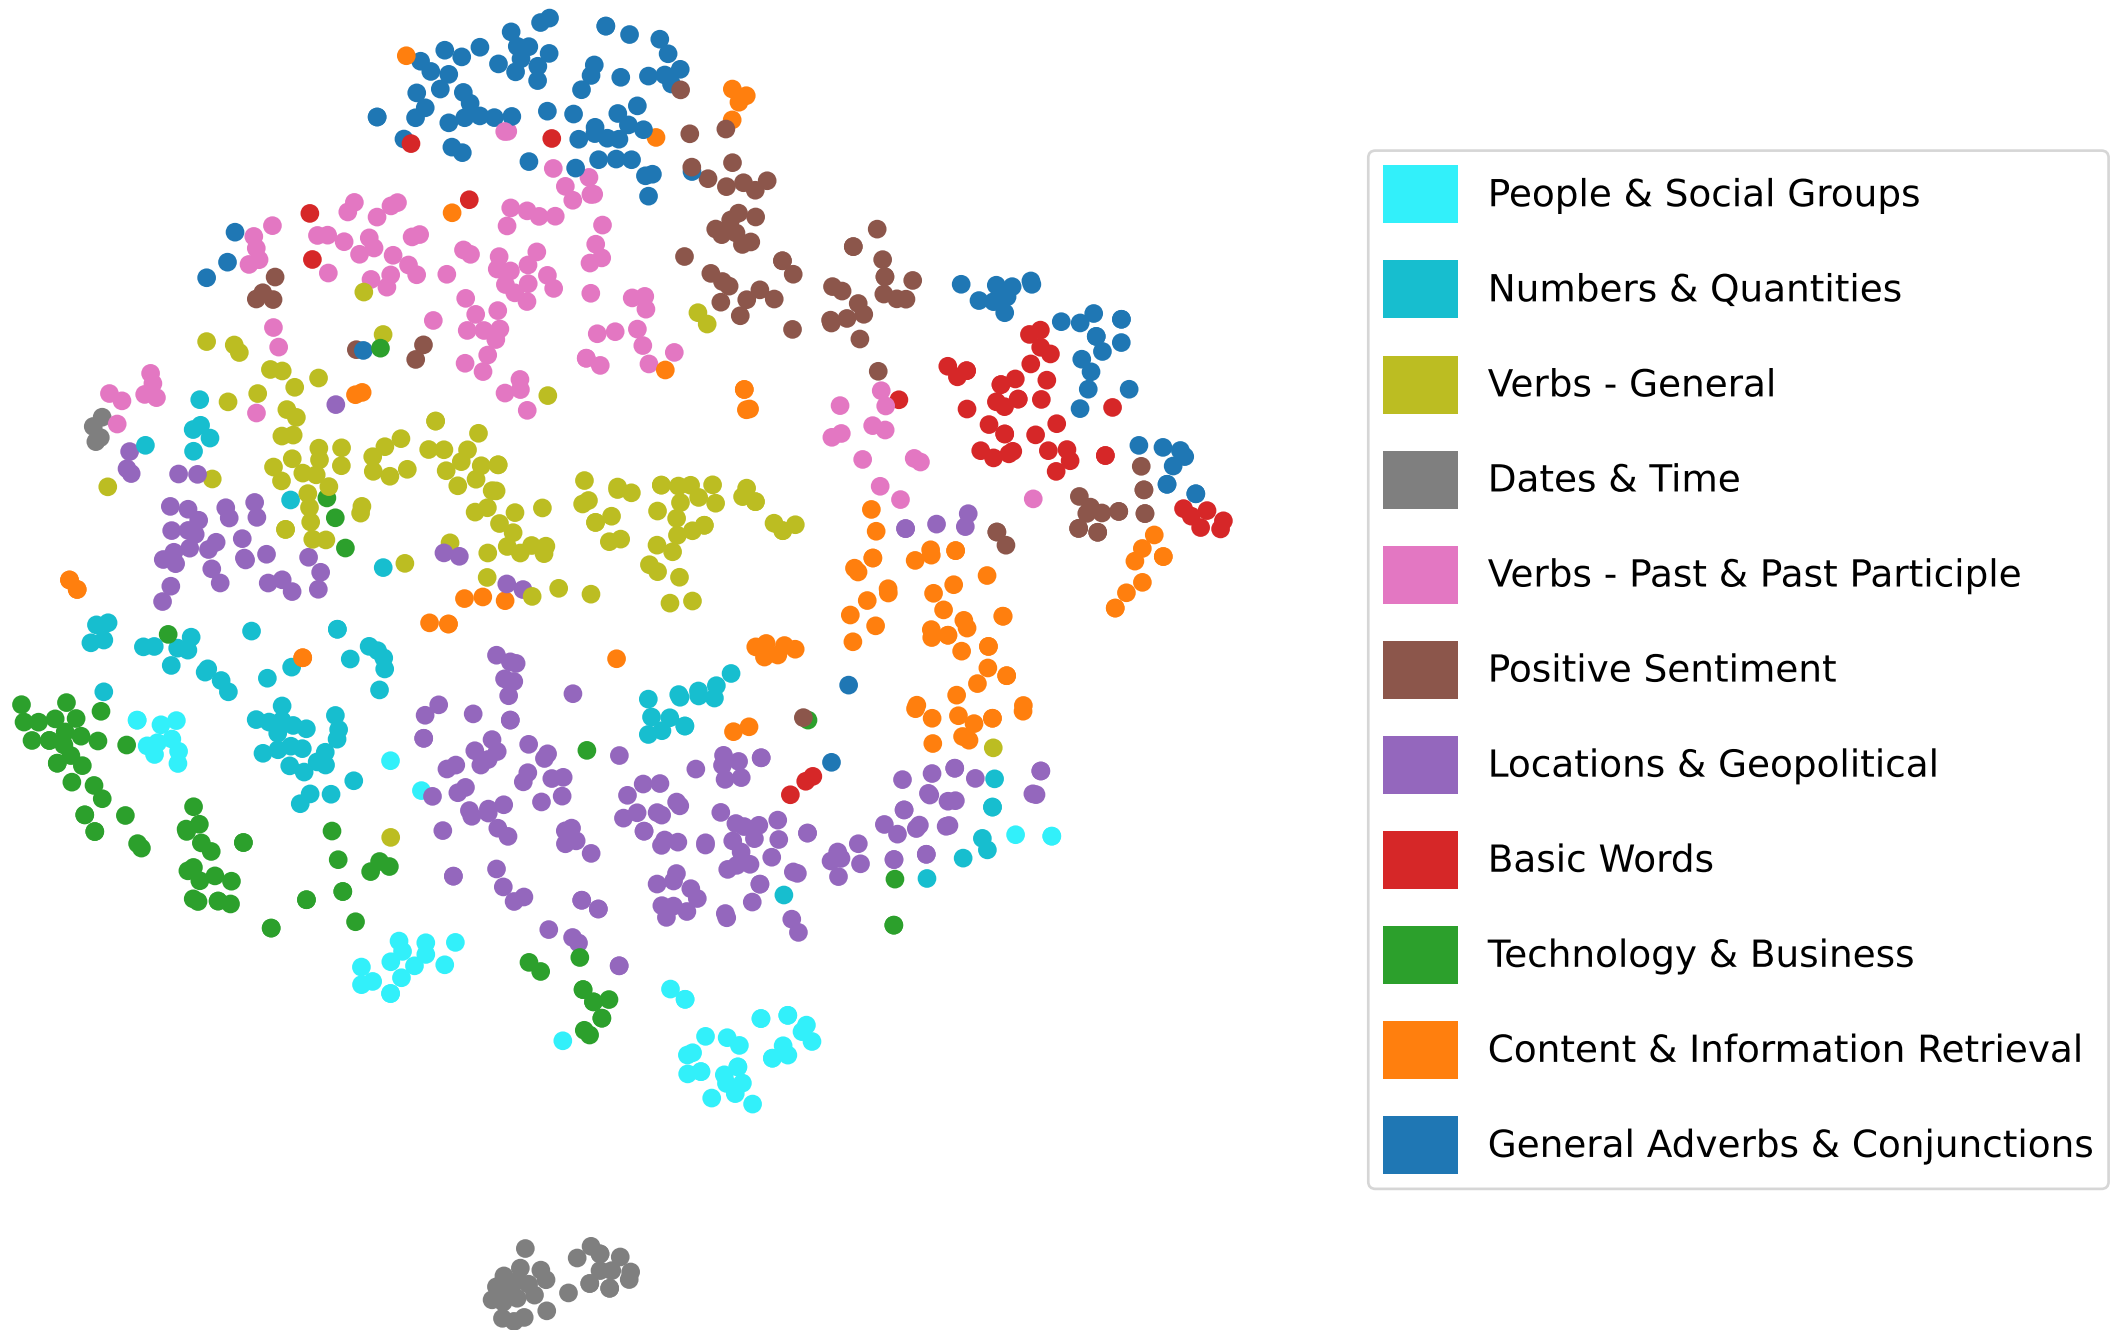 People & Social Groups
Numbers & Quantities
Verbs - General
Dates & Time
Verbs - Past & Past Participle
Positive Sentiment
Locations & Geopolitical
Basic Words
Technology & Business
Content & Information Retrieval
General Adverbs & Conjunctions